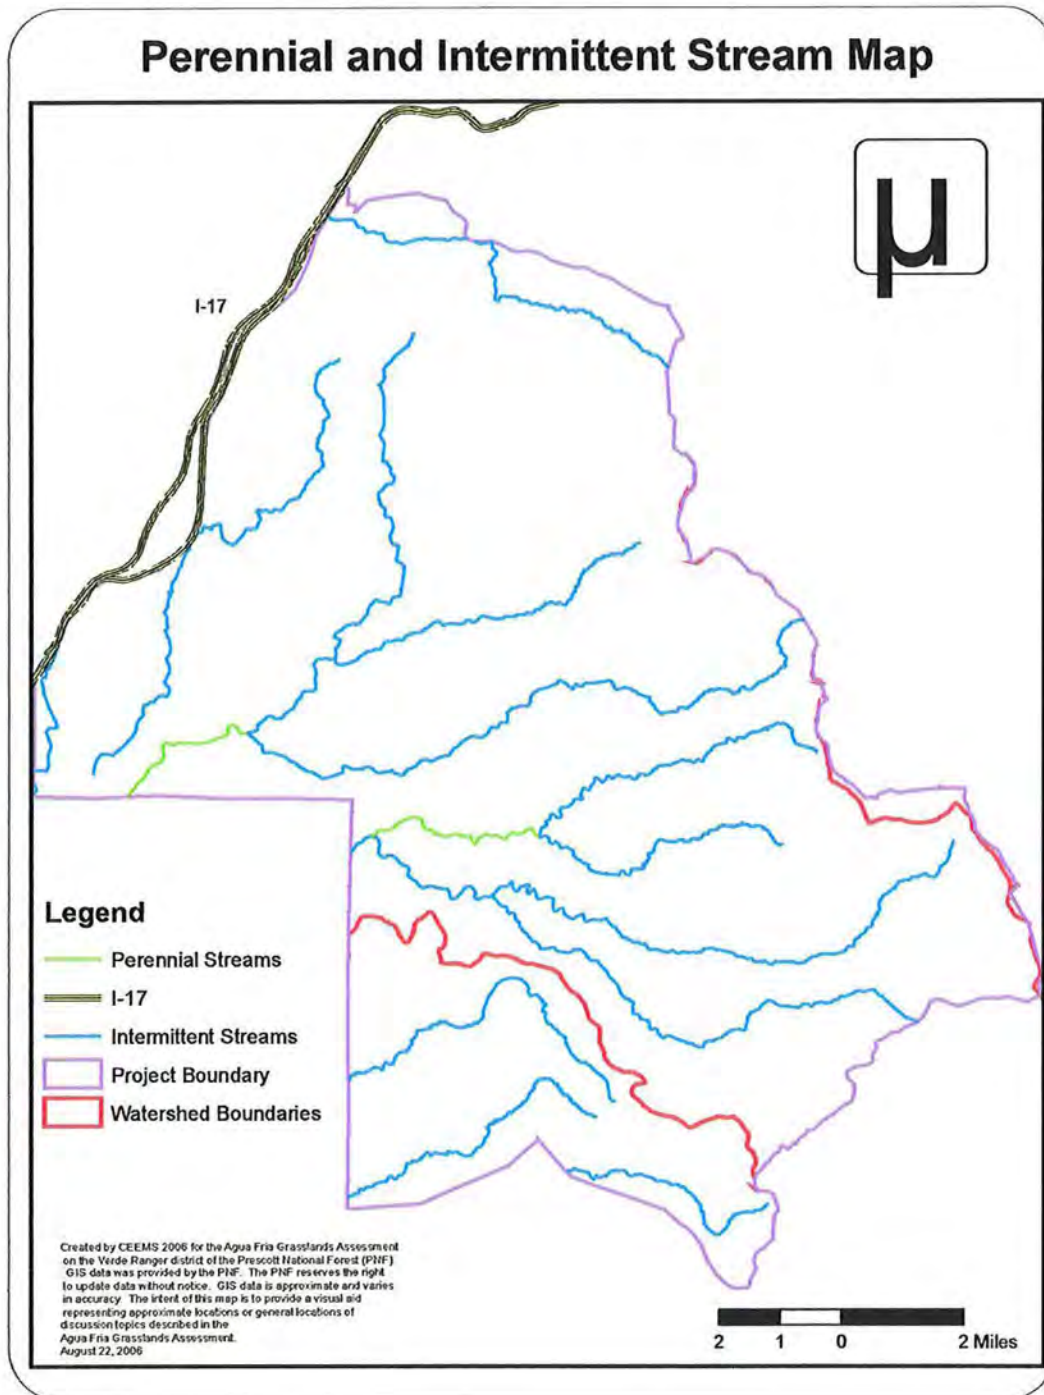 Perennial and Intermittent Stream Map
µ
I-17
Legend
Perennial Streams
I-17
Intermittent Streams
Project Boundary
Watershed Boundaries
Created by CEEMS 2006 for the Agua Fria Grasslands Assessment
on the Verde Ranger district of the Prescott National Forest (PNF)
GIS data was provided by the PNF. The PNF reserves the right
to update data without notice. GIS data is approximate and varies
in accuracy. The intent of this map is to provide a visual aid
representing approximate locations or general locations of
discussion topics described in the
Agua Fria Grasslands Assessment.
August 22, 2006
2 1 0 2 Miles